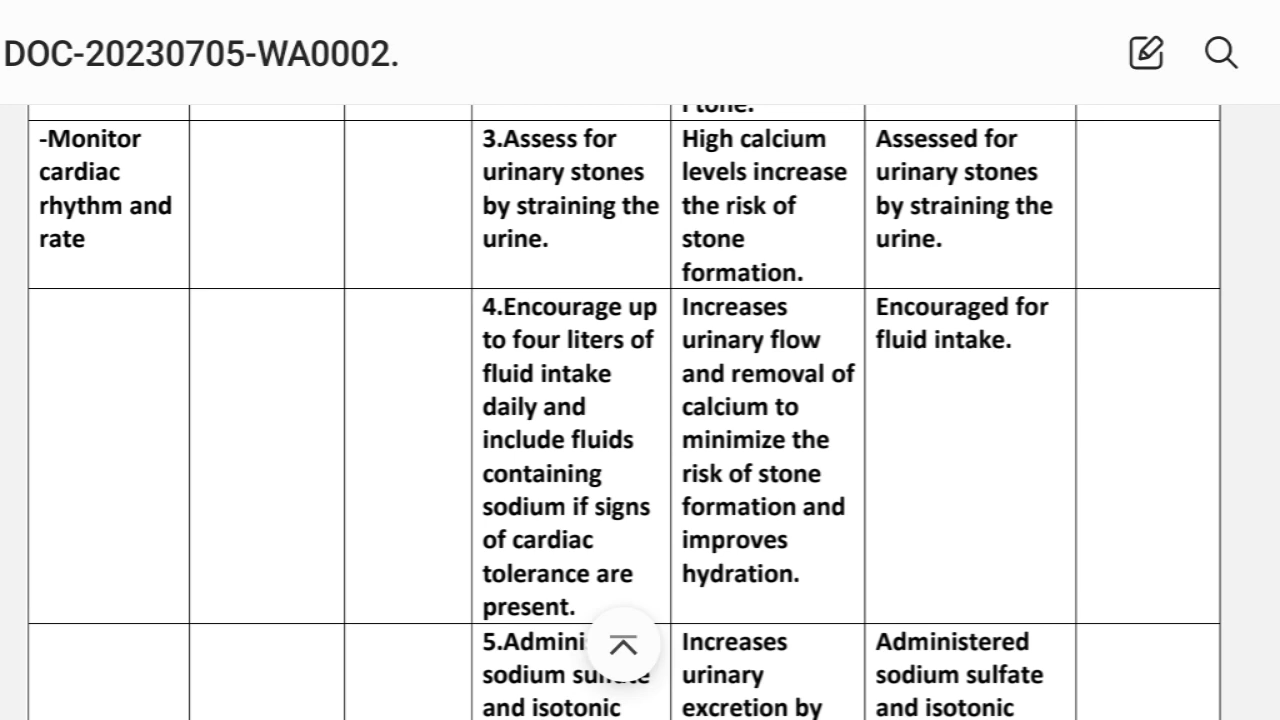 DOC-20230705-WA0002.
-Monitor
cardiac
rhythm and
rate
3.Assess for
urinary stones
by straining the
urine.
High calcium
levels increase
the risk of
stone
formation.
Assessed for
urinary stones
by straining the
urine.
4.Encourage up
to four liters of
fluid intake
daily and
include fluids
containing
sodium if signs
of cardiac
tolerance are
present.
Increases
urinary flow
and removal of
calcium to
minimize the
risk of stone
formation and
improves
hydration.
Encouraged for
fluid intake.
sodium
and isotonic
Increases
urinary
excretion by
Administered
sodium sulfate
and isotonic